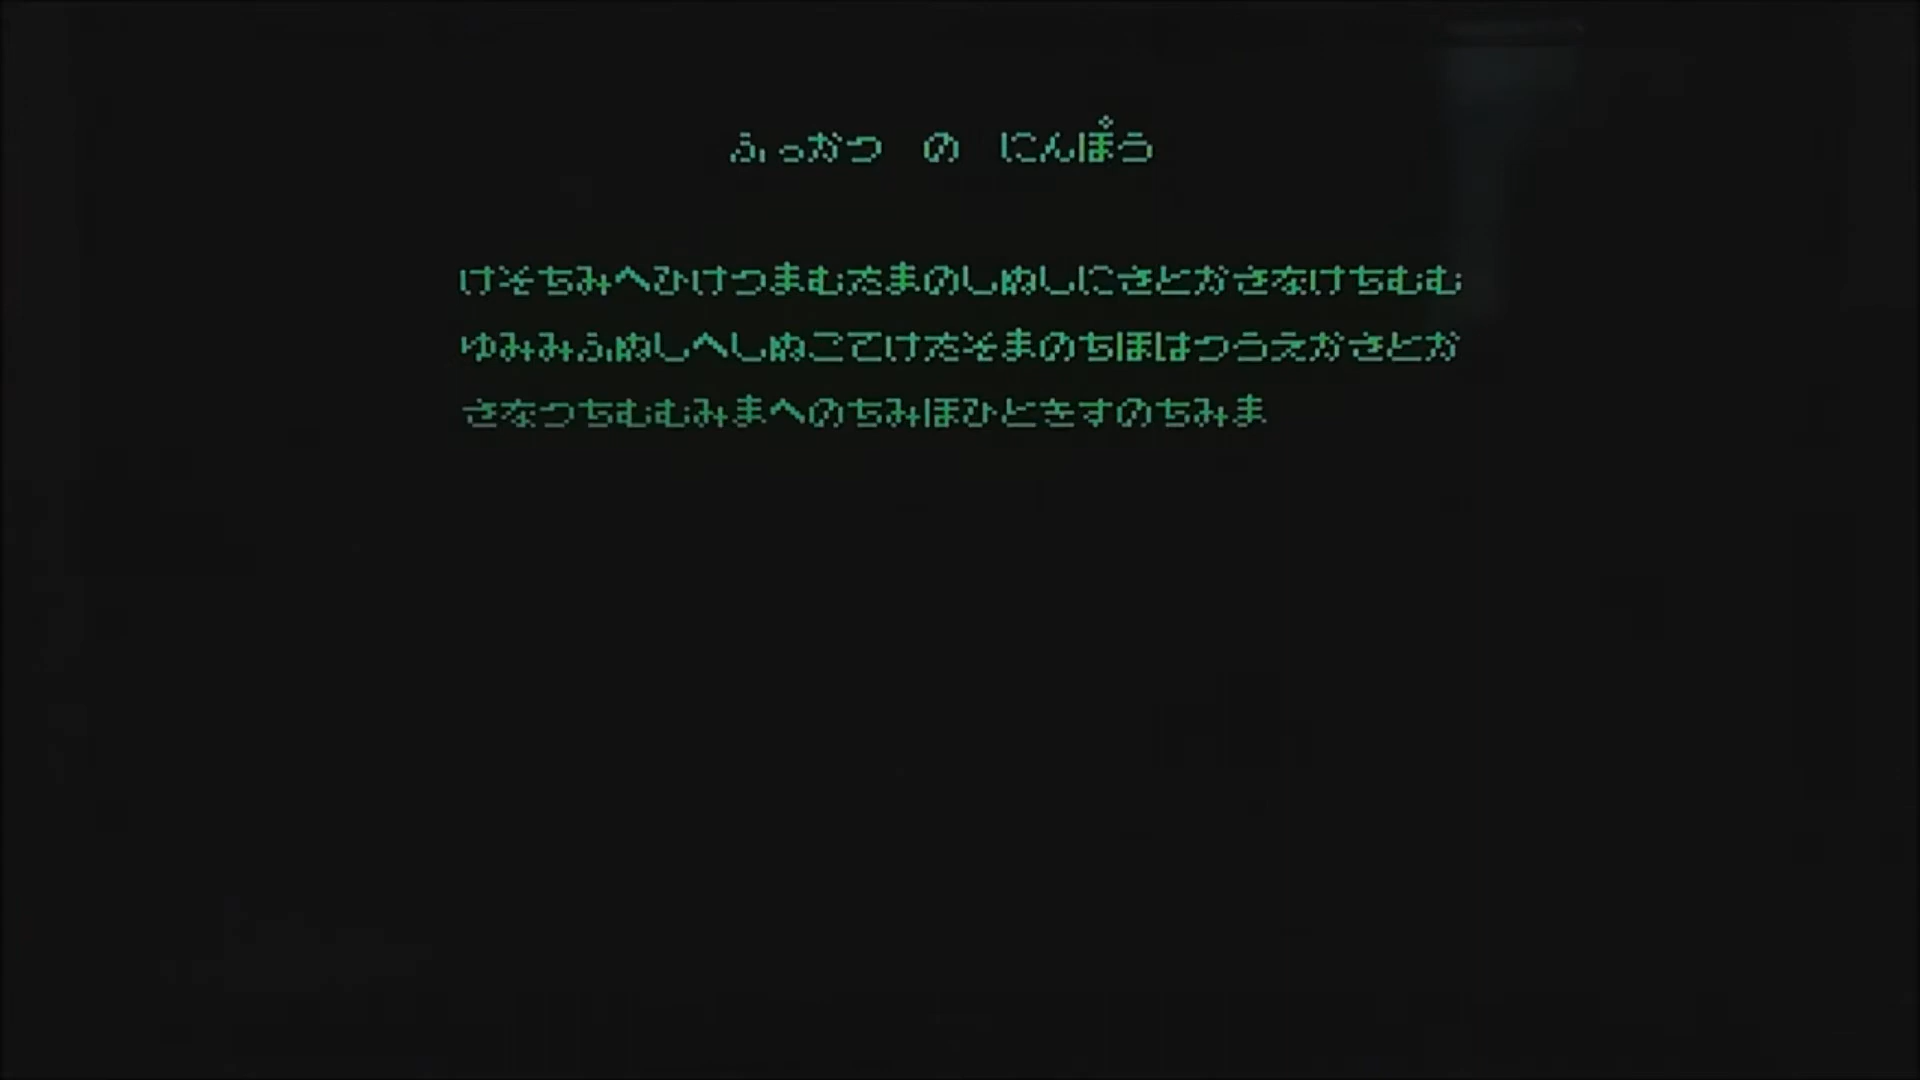 ふっかつ の にんぽう
けそちみへひけつまむたまのしぬしにさとかさなけちむむ
ゆみみふぬしへしぬこてけたそまのちほはつうえかさとか
さなつちむむみまへのちみほひときすのちみま